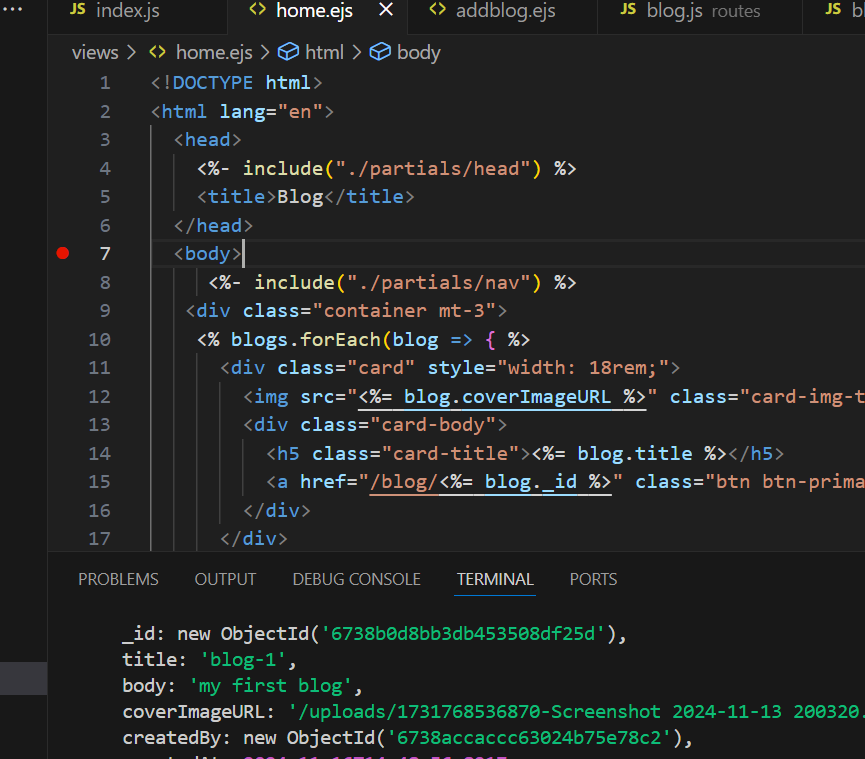 ··· JS index.js <> home.ejs × <> addblog.ejs JS blog.js routes JS
views > <> home.ejs > html > body
1 <!DOCTYPE html>
2 <html lang="en">
3 <head>
4 <%- include("./partials/head") %>
5 <title>Blog</title>
6 </head>
7 <body>
8 <%- include("./partials/nav") %>
9 <div class="container mt-3">
10 <% blogs.forEach(blog => { %>
11 <div class="card" style="width: 18rem;">
12 <img src="<%= blog.coverImageURL %>" class="card-img-t
13 <div class="card-body">
14 <h5 class="card-title"><%= blog.title %></h5>
15 <a href="/blog/<%= blog._id %>" class="btn btn-prima
16 </div>
17 </div>
PROBLEMS OUTPUT DEBUG CONSOLE TERMINAL PORTS
_id: new ObjectId('6738b0d8bb3db453508df25d'),
title: 'blog-1',
body: 'my first blog',
coverImageURL: '/uploads/1731768536870-Screenshot 2024-11-13 200320.
createdBy: new ObjectId('6738accaccc63024b75e78c2'),